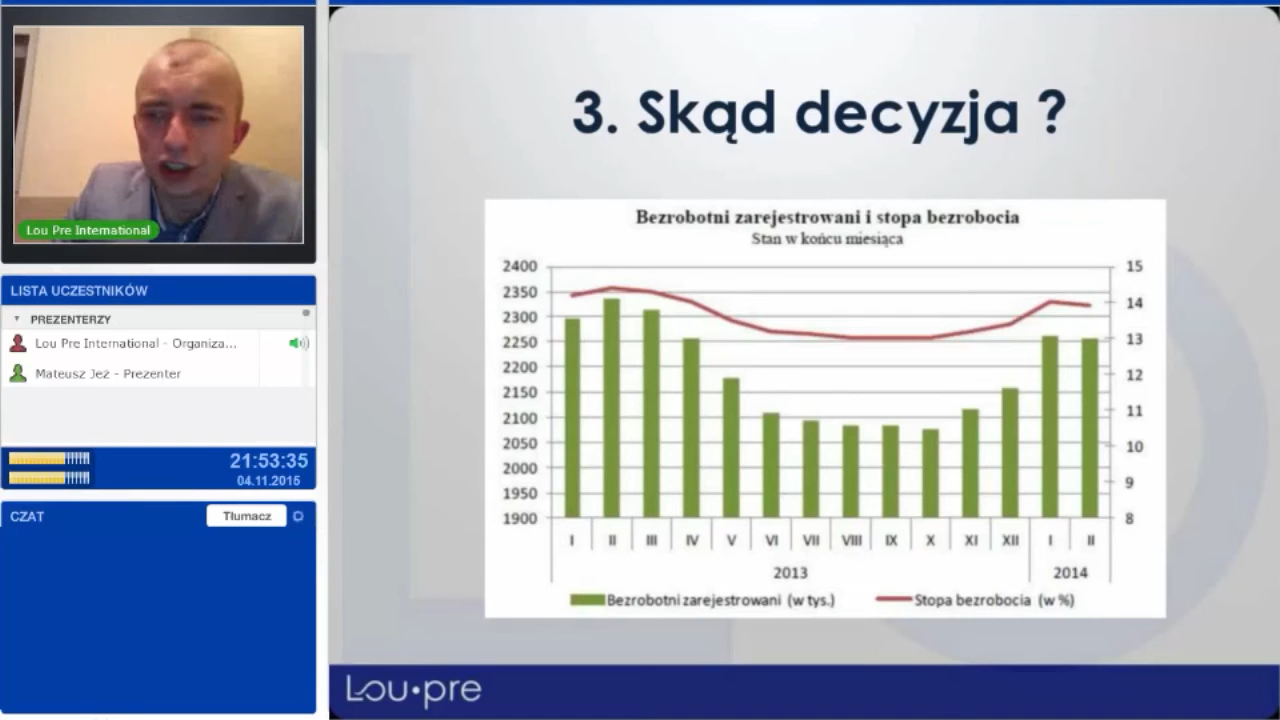 Lou Pre International
LISTA UCZESTNIKÓW
PREZENTERZY
Lou Pre International - Organiza...
Mateusz Jeż - Prezenter
21:53:35
04.11.2015
CZAT
Tłumacz
3. Skąd decyzja ?
Bezrobotni zarejestrowani i stopa bezrobocia
Stan w końcu miesiąca
2400 15
2350 14
2300 13
2250 12
2200 11
2150 10
2100 9
2050 8
2000
1950
1900
I II III IV V VI VII VIII IX X XI XII I II
2013 2014
Bezrobotni zarejestrowani (w tys.) Stopa bezrobocia (w %)
Lou•pre